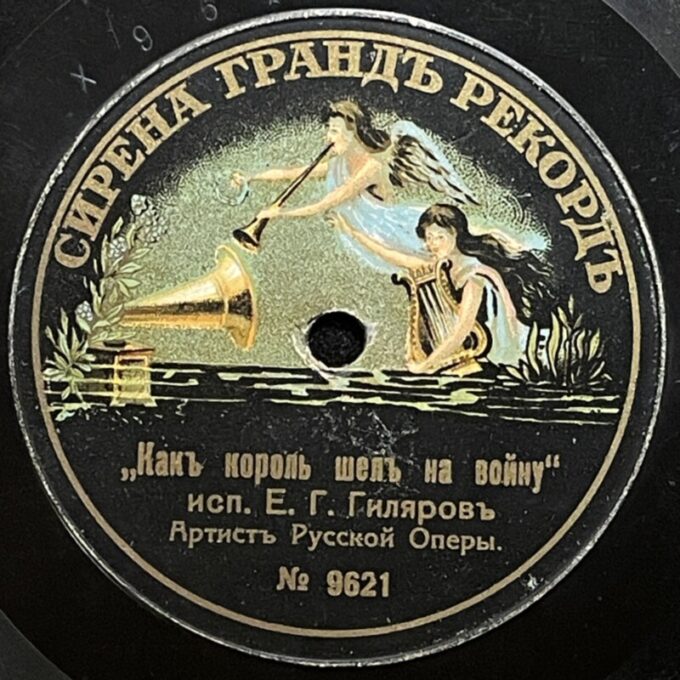 СИРЕНА ГРАНДЪ РЕКОРДЪ
„Какъ король шелъ на войну“
исп. Е. Г. Гиляровъ
Артистъ Русской Оперы.
№ 9621